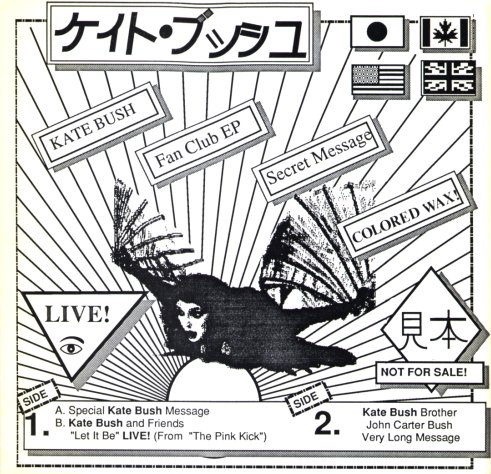 ケイト・ブッシュ
KATE BUSH
Fan Club EP
Secret Message
COLORED WAX!
LIVE!
見本
NOT FOR SALE!
SIDE
1.
A. Special Kate Bush Message
B. Kate Bush and Friends
"Let It Be" LIVE! (From "The Pink Kick")
SIDE
2.
Kate Bush Brother
John Carter Bush
Very Long Message